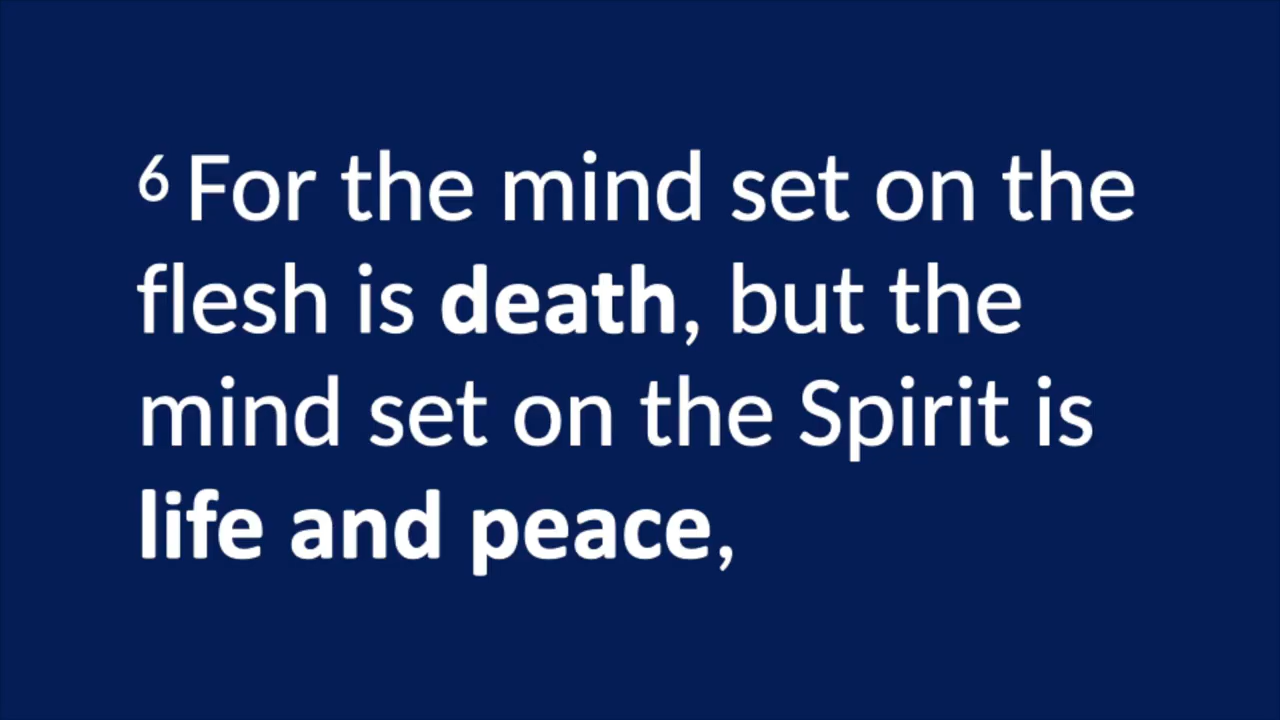 6 For the mind set on the
flesh is death, but the
mind set on the Spirit is
life and peace,